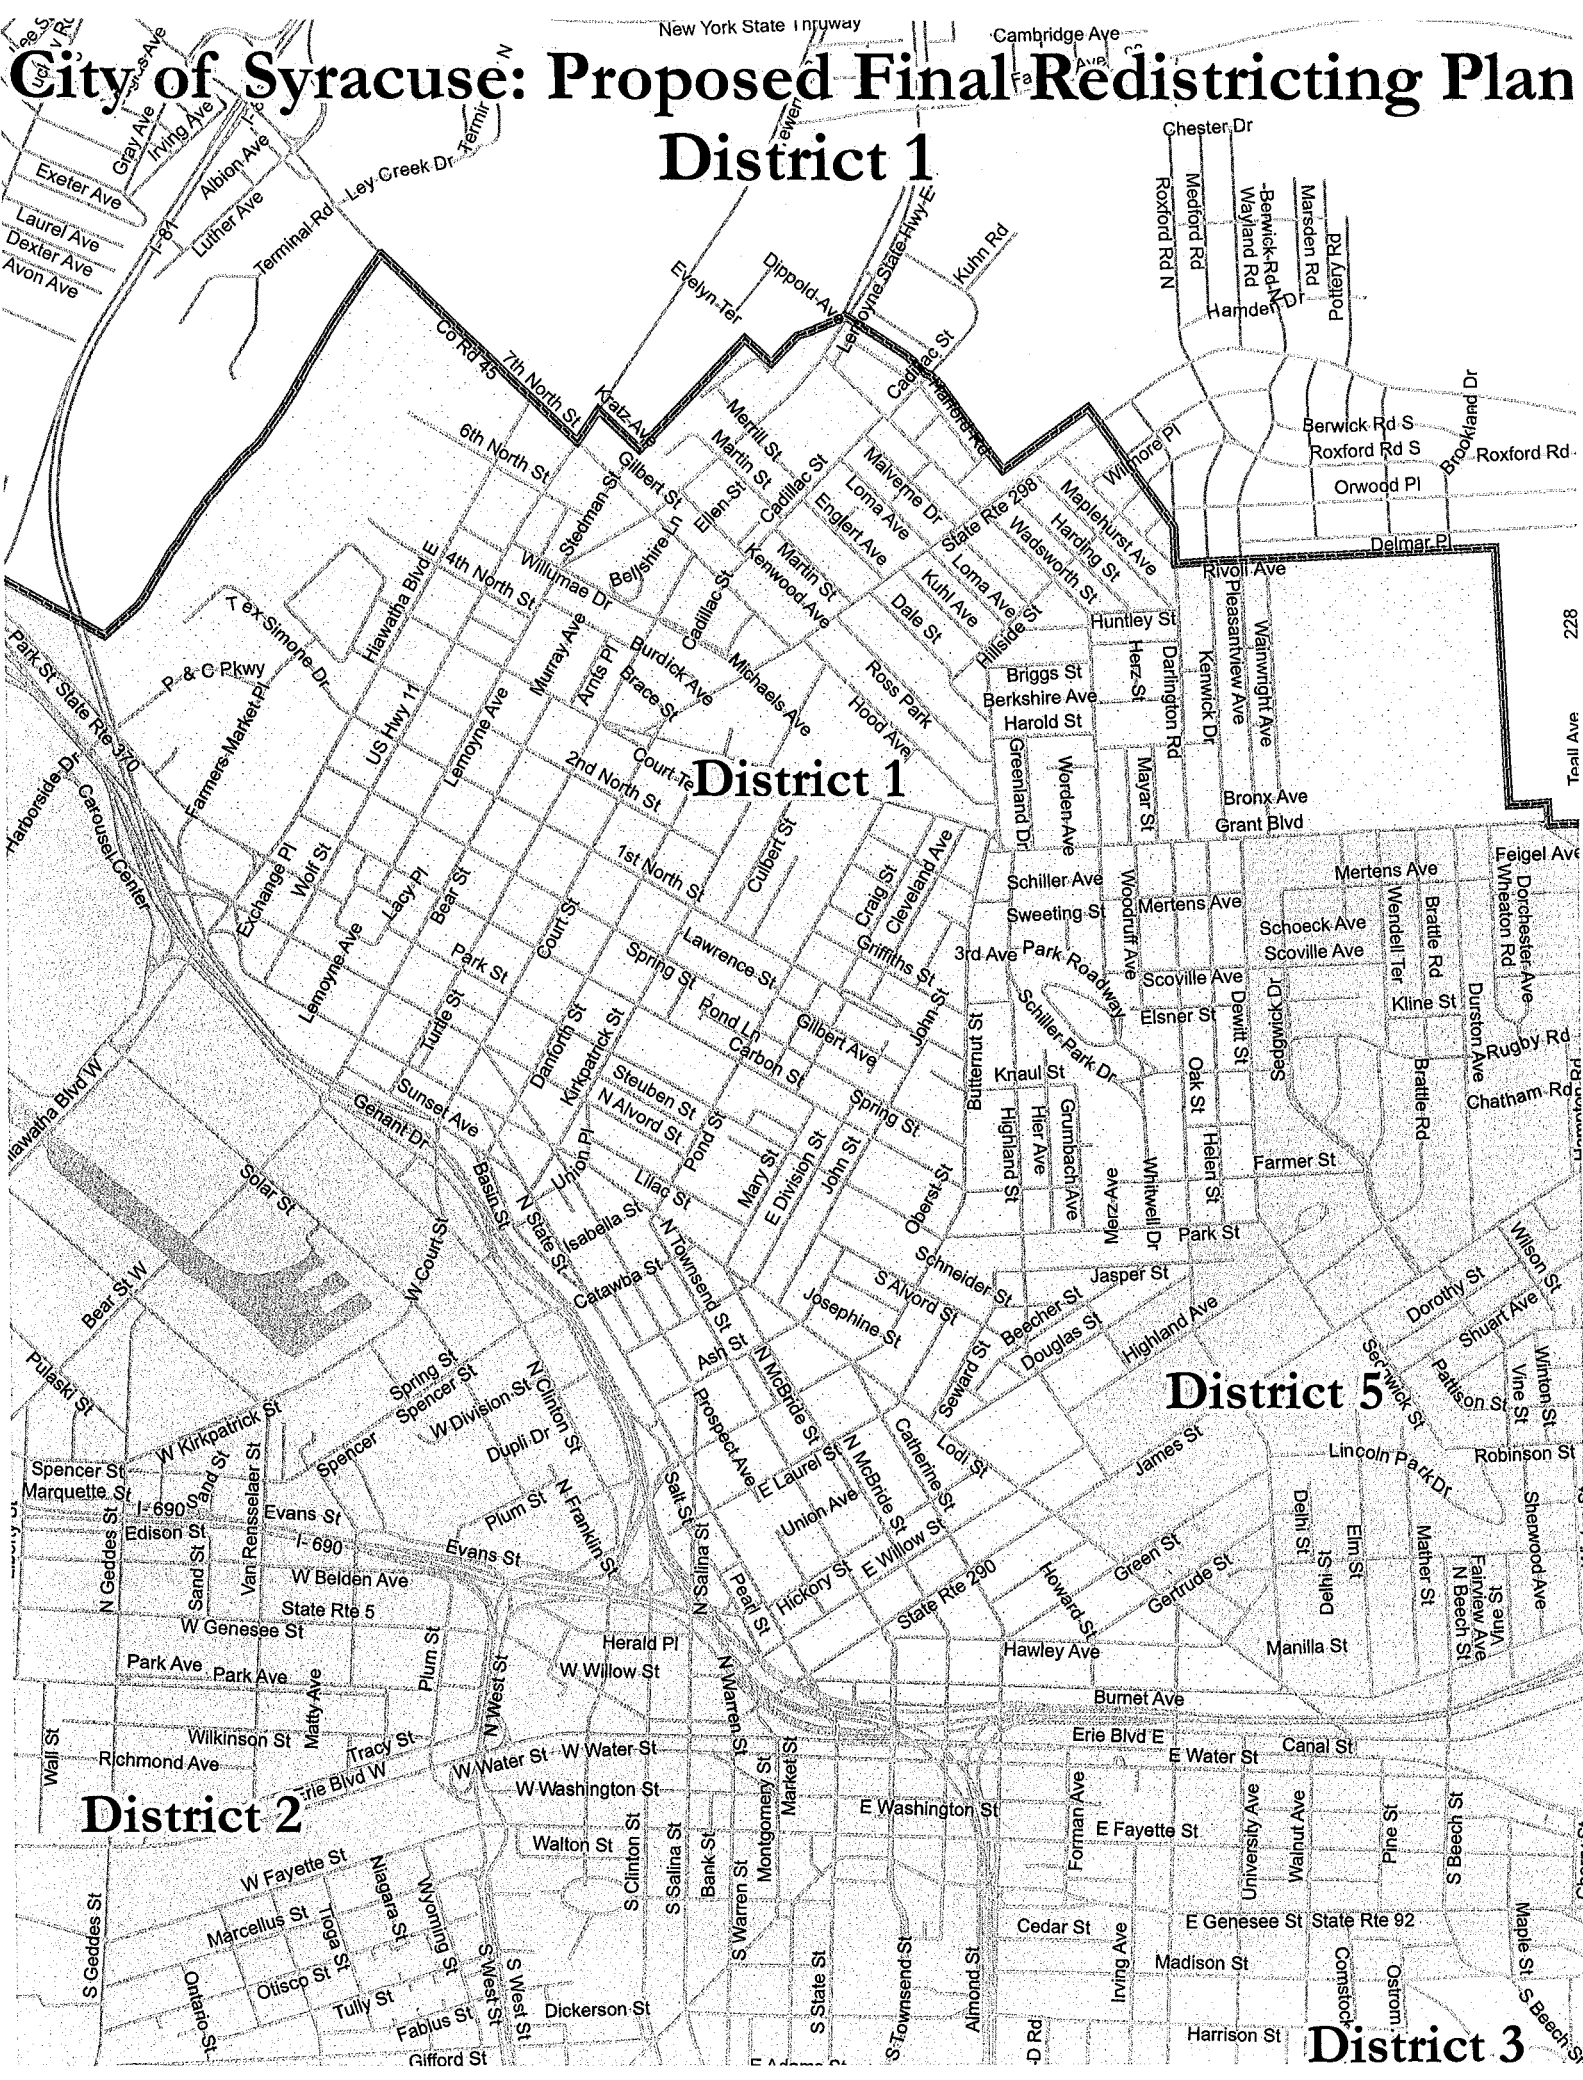 New York State Thruway
Cambridge Ave
City of Syracuse: Proposed Final Redistricting Plan
District 1
Chester Dr
Gray Ave
Irving Ave
Albion Ave
Luther Ave
Exeter Ave
Laurel Ave
Dexter Ave
Avon Ave
I-81
Terminal Rd
Ley Creek Dr
Lemoyne State Hwy E
Kuhn Rd
Roxford Rd N
Medford Rd
Wayland Rd
Berwick Rd N
Marsden Rd
Pottery Rd
Hamden Dr
Evelyn Ter
Dippold Ave
Co Rd 45
7th North St
Kratz Ave
Cadillac St
Malverne Dr
Merrill St
Martin St
6th North St
Gilbert St
Ellen St
Cadillac St
Stedman St
Bellshire Ln
Englert Ave
Loma Ave
State Rte 298
Wilmore Pl
Maplehurst Ave
Harding St
Wadsworth St
Berwick Rd S
Roxford Rd S
Roxford Rd
Orwood Pl
Brookland Dr
Delmar Pl
Rivoli Ave
Hiawatha Blvd E
4th North St
Willumae Dr
Kenwood Ave
Martin St
Dale St
Kuhl Ave
Loma Ave
Hillside St
Huntley St
Herz St
Darlington Rd
Kenwick Dr
Pleasantview Ave
Wainwright Ave
228
Teall Ave
Tex Simone Dr
P & C Pkwy
Farmers Market Pl
Park St State Rte 370
Harborside Dr
Carousel Center
US Hwy 11
Lemoyne Ave
Murray Ave
Arnts Pl
Brace St
Burdick Ave
Cadillac St
Michaels Ave
Ross Park
Hood Ave
Briggs St
Berkshire Ave
Harold St
Greenland Dr
Worden Ave
Mayar St
Bronx Ave
Grant Blvd
2nd North St
District 1
Culbert St
1st North St
Exchange Pl
Wolf St
Lacy Pl
Bear St
Court St
Park St
Lemoyne Ave
Craig St
Cleveland Ave
Griffiths St
Lawrence St
Spring St
Schiller Ave
Sweeting St
3rd Ave
Park Roadway
Woodruff Ave
Mertens Ave
Mertens Ave
Feigel Ave
Schoeck Ave
Scoville Ave
Scoville Ave
Wendell Ter
Brattle Rd
Wheaton Rd
Dorchester Ave
Kline St
Durston Ave
Rugby Rd
Chatham Rd
Brattle Rd
Sedgwick Dr
Dewitt St
Elsner St
Schiller Park Dr
Butternut St
Knaul St
Highland St
Hier Ave
Grumbach Ave
Oak St
Helen St
Farmer St
Merz Ave
Whitwell Dr
Park St
John St
Gilbert Ave
Pond Ln
Carbon St
Spring St
Turtle St
Danforth St
Kirkpatrick St
Steuben St
N Alvord St
Pond St
Union Pl
Lilac St
Mary St
E Division St
John St
Oberst St
Sunset Ave
Genant Dr
Basin St
N State St
Isabella St
Catawba St
N Townsend St
Schneider St
S Alvord St
Josephine St
Jasper St
Beecher St
Douglas St
Highland Ave
Dorothy St
Wilson St
Shuart Ave
Hiawatha Blvd W
Solar St
Bear St W
W Court St
Pulaski St
Ash St
N McBride St
Seward St
District 5
Sedgwick St
Pattison St
Vine St
Winton St
Robinson St
Lincoln Park Dr
James St
Spring St
Spencer St
W Division St
N Clinton St
Dupli Dr
W Kirkpatrick St
Spencer
Prospect Ave
E Laurel St
N McBride St
Catherine St
Lodi St
Union Ave
Spencer St
Marquette St
I-690
Sand St
Van Rensselaer St
Evans St
Edison St
I-690
N Geddes St
Sand St
W Belden Ave
State Rte 5
W Genesee St
Plum St
N Franklin St
Evans St
Salt St
N Salina St
Pearl St
Hickory St
E Willow St
State Rte 290
Howard St
Green St
Gertrude St
Delhi St
Delhi St
Elm St
Mather St
Fairview Ave
N Beech St
Vine St
Sherwood Ave
Manilla St
Hawley Ave
Burnet Ave
Herald Pl
W Willow St
N Warren St
N West St
Plum St
Park Ave
Park Ave
Matty Ave
Wilkinson St
Richmond Ave
Wall St
Tracy St
Erie Blvd W
W Water St
W Water St
W Washington St
Montgomery St
Market St
Erie Blvd E
E Water St
Canal St
District 2
Walton St
S Clinton St
S Salina St
Bank St
S Warren St
E Washington St
Forman Ave
E Fayette St
University Ave
Walnut Ave
Pine St
S Beech St
W Fayette St
Niagara St
Wyoming St
Marcellus St
Tioga St
Otisco St
Ontario St
Tully St
Fabius St
Gifford St
S Geddes St
S West St
S West St
Dickerson St
S State St
S Townsend St
Almond St
Cedar St
Irving Ave
E Genesee St
State Rte 92
Madison St
Comstock
Ostrom
Maple St
S Beech St
Harrison St
E Adams St
District 3